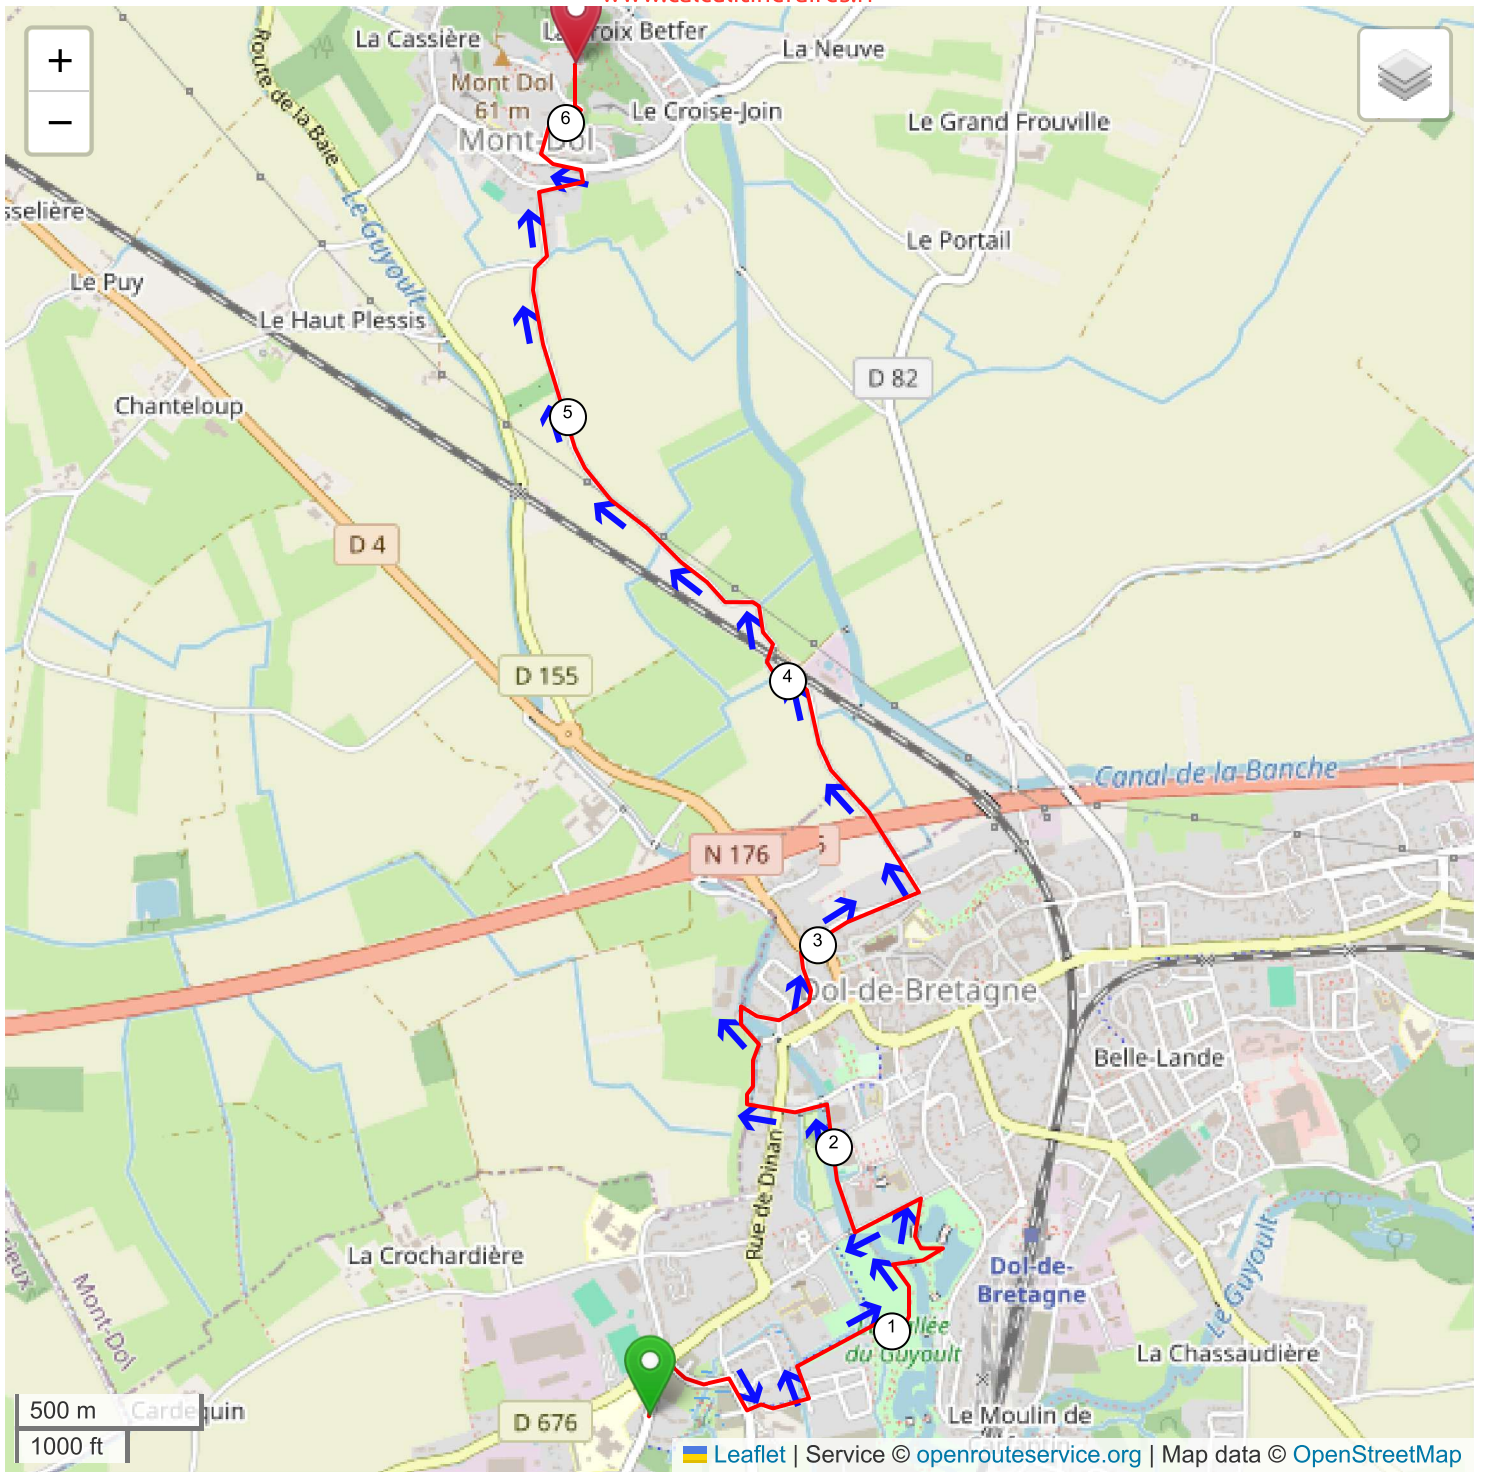 La Cassière
La Croix Betfer
La Neuve
+
−
Route de la Baie
Mont Dol
61 m
Le Croise-Join
Le Grand Frouville
6
Mont-Dol
Le Guyoult
sselière
Le Portail
Le Puy
Le Haut Plessis
D 82
Chanteloup
5
D 4
D 155
4
Canal de la Banche
N 176
3
Dol-de-Bretagne
Belle-Lande
2
Rue de Dinan
La Crochardière
Dol-de-
Bretagne
Le Guyoult
Mont-Dol
1
du Guyoult
La Chassaudière
500 m
1000 ft
Cardequin
D 676
Le Moulin de
Carfantin
Leaflet | Service © openrouteservice.org | Map data © OpenStreetMap